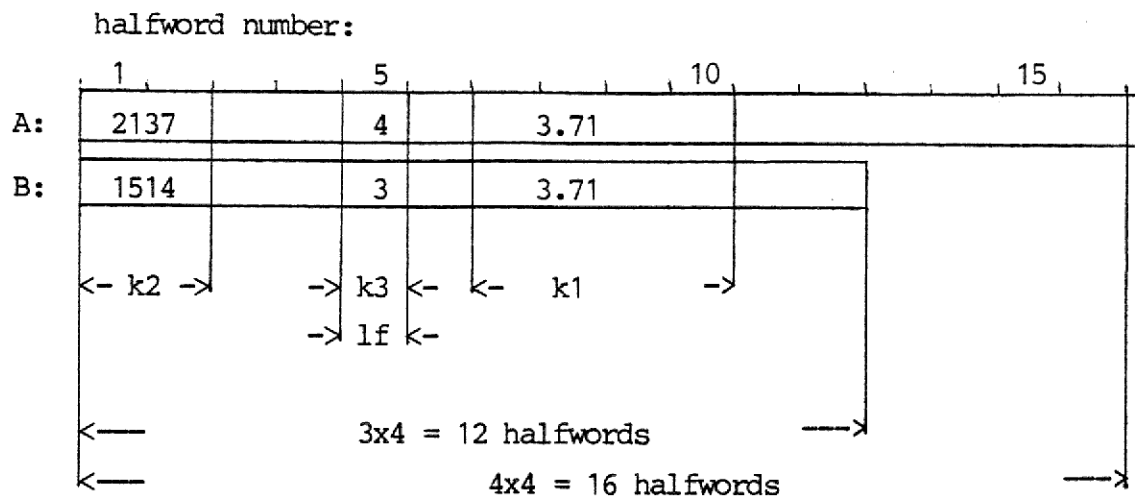 halfword number:
1 5 10 15
A: 2137 4 3.71
B: 1514 3 3.71
<- k2 -> -> k3 <- <- k1 ->
-> lf <-
<--- 3x4 = 12 halfwords --->
<--- 4x4 = 16 halfwords --->